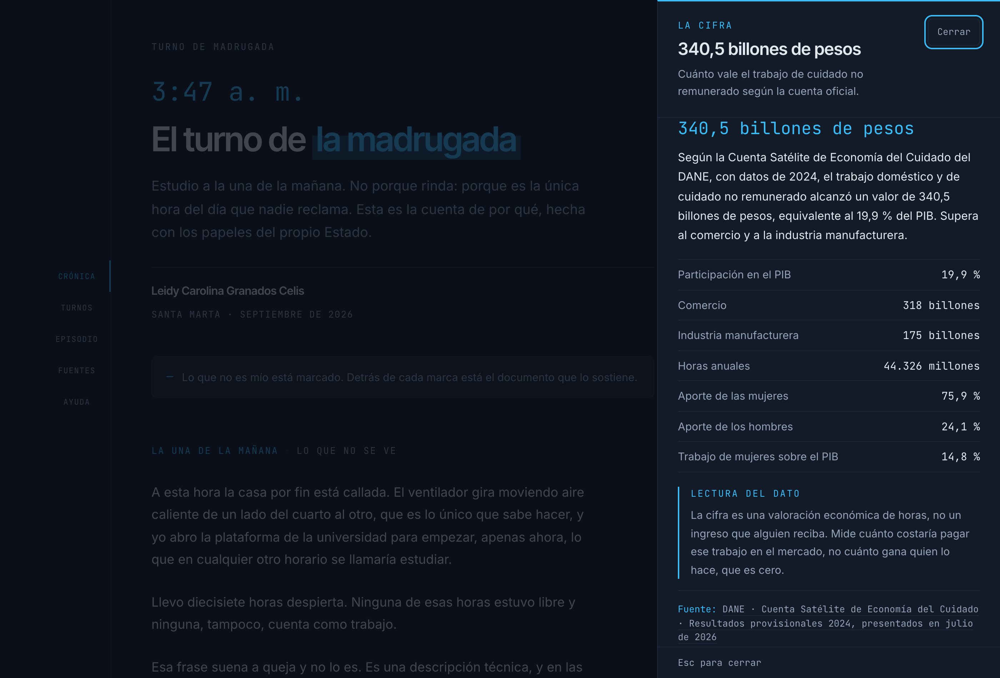 TURNO DE MADRUGADA
3:47 a. m.
El turno de la madrugada
Estudio a la una de la mañana. No porque rinda: porque es la única
hora del día que nadie reclama. Esta es la cuenta de por qué, hecha
con los papeles del propio Estado.
Leidy Carolina Granados Celis
SANTA MARTA · SEPTIEMBRE DE 2026
CRÓNICA
TURNOS
EPISODIO
FUENTES
AYUDA
— Lo que no es mío está marcado. Detrás de cada marca está el documento que lo sostiene.
LA UNA DE LA MAÑANA · LO QUE NO SE VE
A esta hora la casa por fin está callada. El ventilador gira moviendo aire
caliente de un lado del cuarto al otro, que es lo único que sabe hacer, y
yo abro la plataforma de la universidad para empezar, apenas ahora, lo
que en cualquier otro horario se llamaría estudiar.
Llevo diecisiete horas despierta. Ninguna de esas horas estuvo libre y
ninguna, tampoco, cuenta como trabajo.
Esa frase suena a queja y no lo es. Es una descripción técnica, y en las
LA CIFRA
Cerrar
340,5 billones de pesos
Cuánto vale el trabajo de cuidado no
remunerado según la cuenta oficial.
340,5 billones de pesos
Según la Cuenta Satélite de Economía del Cuidado del
DANE, con datos de 2024, el trabajo doméstico y de
cuidado no remunerado alcanzó un valor de 340,5
billones de pesos, equivalente al 19,9 % del PIB. Supera
al comercio y a la industria manufacturera.
Participación en el PIB 19,9 %
Comercio 318 billones
Industria manufacturera 175 billones
Horas anuales 44.326 millones
Aporte de las mujeres 75,9 %
Aporte de los hombres 24,1 %
Trabajo de mujeres sobre el PIB 14,8 %
LECTURA DEL DATO
La cifra es una valoración económica de horas, no un
ingreso que alguien reciba. Mide cuánto costaría pagar
ese trabajo en el mercado, no cuánto gana quien lo
hace, que es cero.
Fuente: DANE · Cuenta Satélite de Economía del Cuidado
· Resultados provisionales 2024, presentados en julio
de 2026
Esc para cerrar